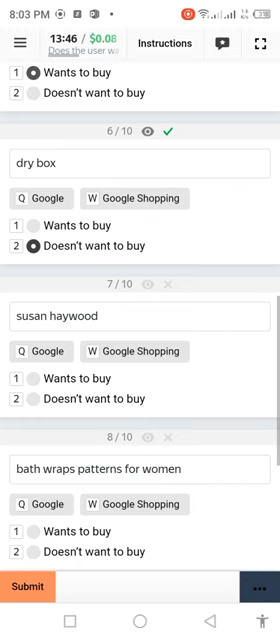 8:03 PM
13:46 / $0.08
Does the user wa
Instructions
1 Wants to buy
2 Doesn't want to buy
6 / 10
dry box
Q Google
W Google Shopping
1 Wants to buy
2 Doesn't want to buy
7 / 10
susan haywood
Q Google
W Google Shopping
1 Wants to buy
2 Doesn't want to buy
8 / 10
bath wraps patterns for women
Q Google
W Google Shopping
1 Wants to buy
2 Doesn't want to buy
Submit
...